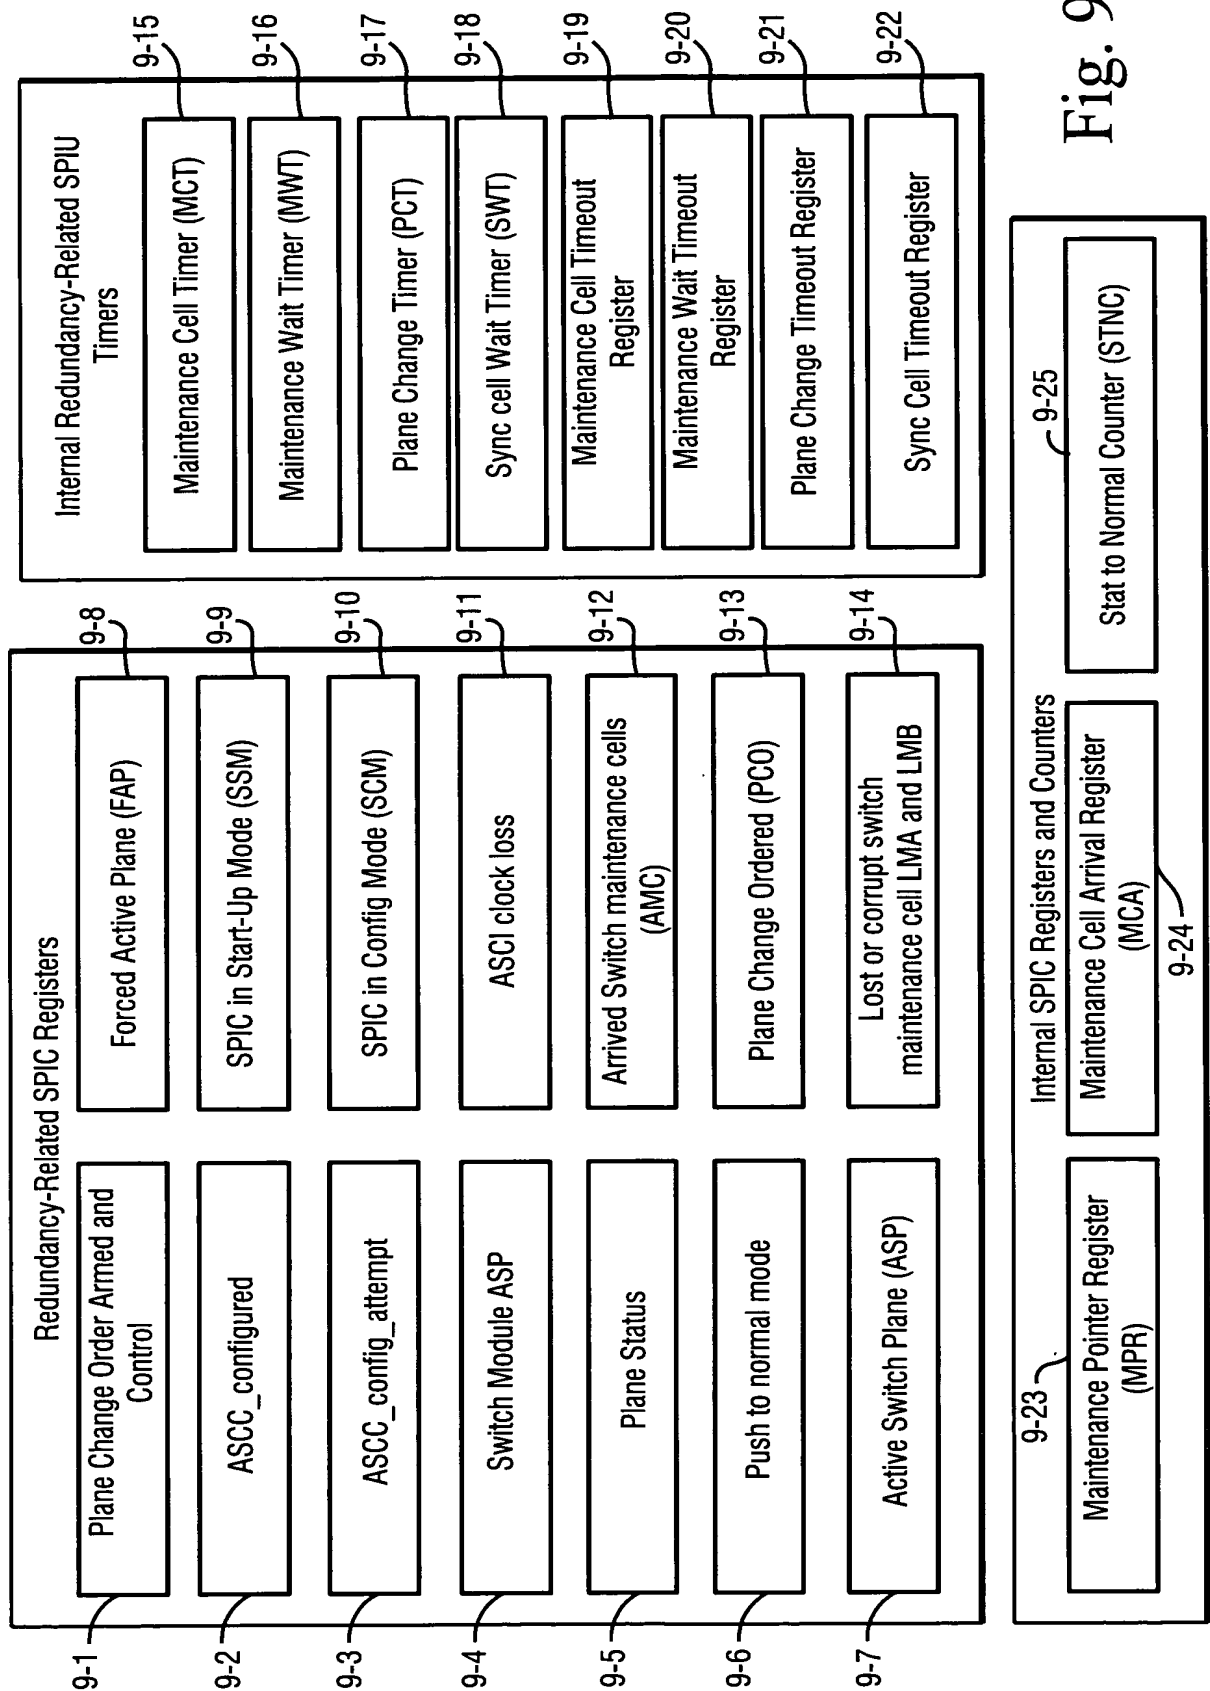 Redundancy-Related SPIC Registers
9-1
Plane Change Order Armed and
Control
9-2
ASCC_configured
9-3
ASCC_config_attempt
9-4
Switch Module ASP
9-5
Plane Status
9-6
Push to normal mode
9-7
Active Switch Plane (ASP)
9-8
Forced Active Plane (FAP)
9-9
SPIC in Start-Up Mode (SSM)
9-10
SPIC in Config Mode (SCM)
9-11
ASCI clock loss
9-12
Arrived Switch maintenance cells
(AMC)
9-13
Plane Change Ordered (PCO)
9-14
Lost or corrupt switch
maintenance cell LMA and LMB
Internal Redundancy-Related SPIU
Timers
9-15
Maintenance Cell Timer (MCT)
9-16
Maintenance Wait Timer (MWT)
9-17
Plane Change Timer (PCT)
9-18
Sync cell Wait Timer (SWT)
9-19
Maintenance Cell Timeout
Register
9-20
Maintenance Wait Timeout
Register
9-21
Plane Change Timeout Register
9-22
Sync Cell Timeout Register
Internal SPIC Registers and Counters
9-23
Maintenance Pointer Register
(MPR)
Maintenance Cell Arrival Register
(MCA)
9-24
9-25
Stat to Normal Counter (STNC)
Fig. 9